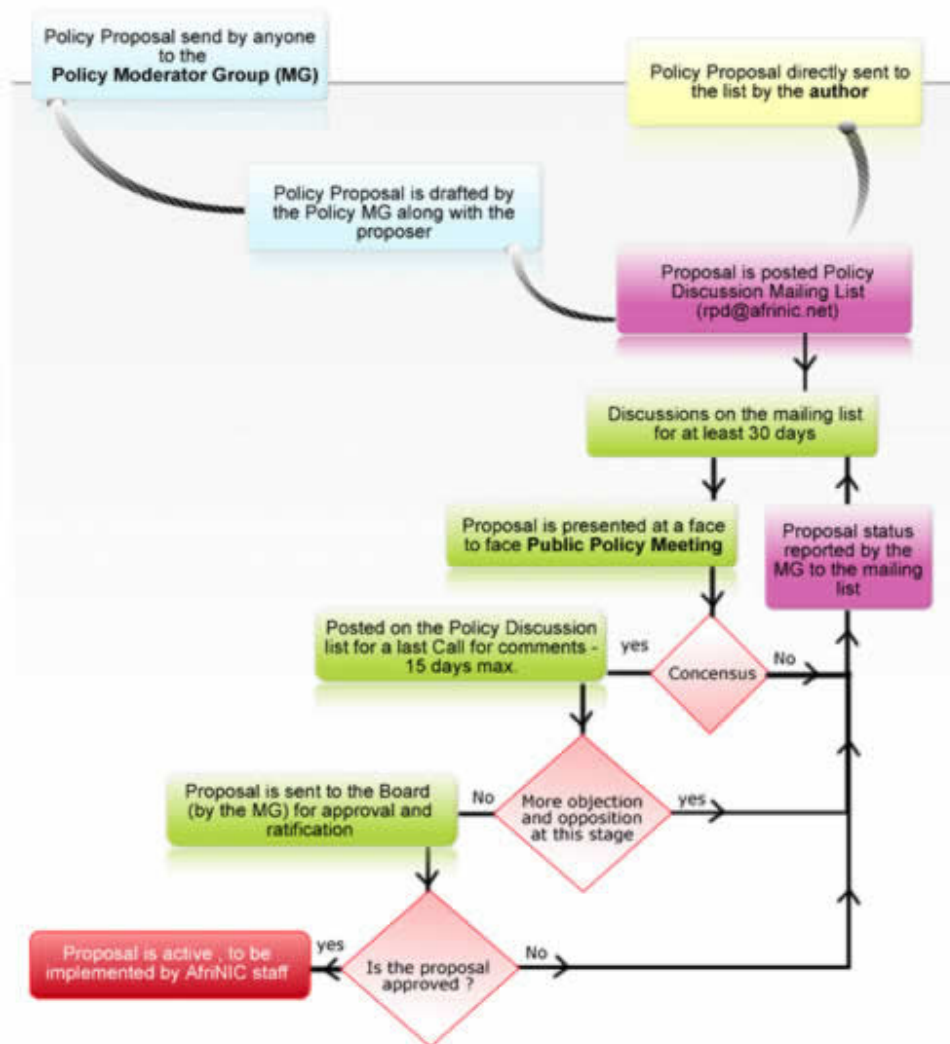 Policy Proposal send by anyone
to the
Policy Moderator Group (MG)
Policy Proposal directly sent to
the list by the author
Policy Proposal is drafted by
the Policy MG along with the
proposer
Proposal is posted Policy
Discussion Mailing List
(rpd@afrinic.net)
Discussions on the mailing list
for at least 30 days
Proposal is presented at a face
to face Public Policy Meeting
Proposal status
reported by the
MG to the mailing
list
Posted on the Policy Discussion
list for a last Call for comments -
15 days max.
yes
Concensus
No
Proposal is sent to the Board
(by the MG) for approval and
ratification
No
More objection
and opposition
at this stage
yes
Proposal is active , to be
implemented by AfriNIC staff
yes
Is the proposal
approved ?
No